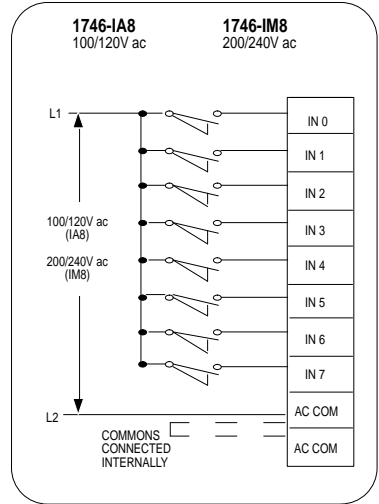 1746-IA8
100/120V ac
1746-IM8
200/240V ac
L1
IN 0
IN 1
IN 2
100/120V ac
(IA8)
IN 3
200/240V ac
(IM8)
IN 4
IN 5
IN 6
IN 7
L2
AC COM
COMMONS
CONNECTED
INTERNALLY
AC COM